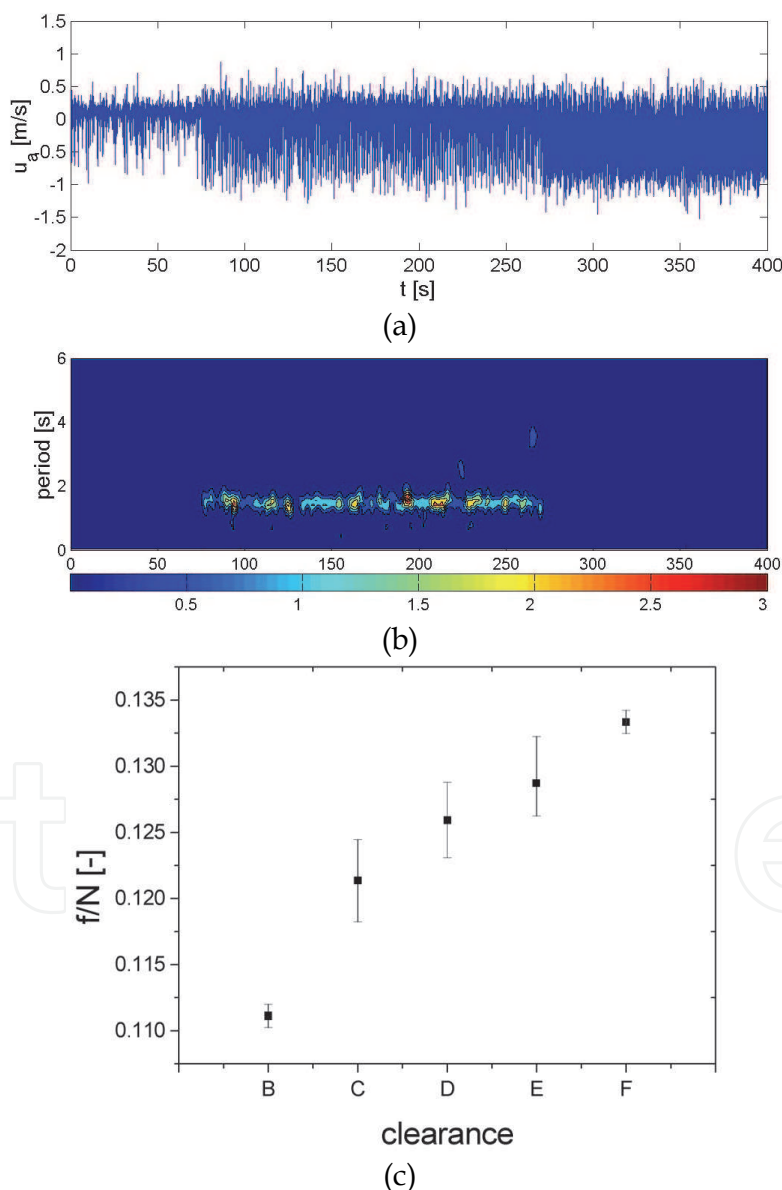 1.5
1
0.5
0
0.5
-1
-1.5
-2
u_a [m/s]
0 50 100 150 200 250 300 350 400
t [s]
(a)
6
4
2
0
period [s]
0 50 100 150 200 250 300 350 400
0.5 1 1.5 2 2.5 3
(b)
0.135
0.130
0.125
0.120
0.115
0.110
f/N [-]
B C D E F
clearance
(c)
t e